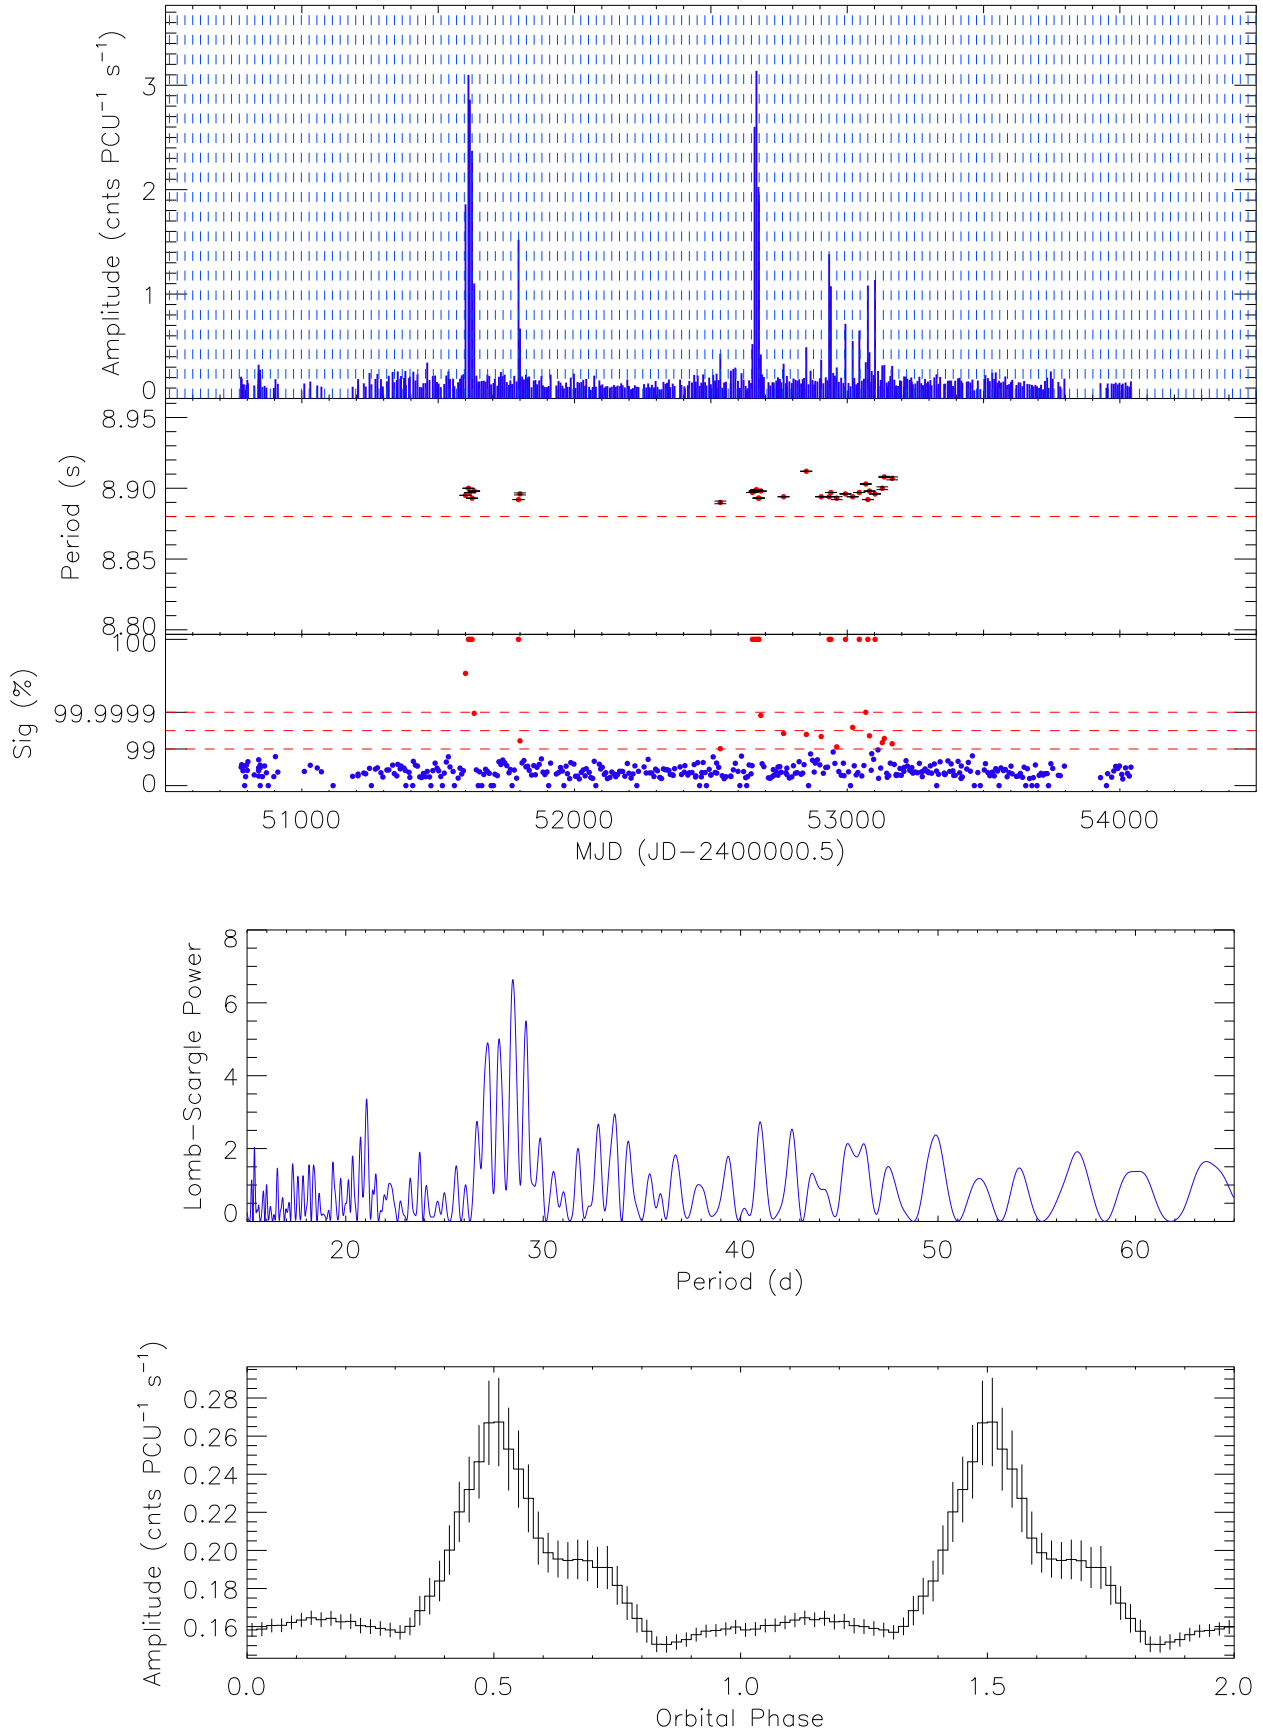 Amplitude (cnts PCU⁻¹ s⁻¹)
3
2
1
0
Period (s)
8.95
8.90
8.85
8.80
Sig (%)
100
99.9999
99
0
51000 52000 53000 54000
MJD (JD−2400000.5)
Lomb−Scargle Power
8
6
4
2
0
20 30 40 50 60
Period (d)
Amplitude (cnts PCU⁻¹ s⁻¹)
0.28
0.26
0.24
0.22
0.20
0.18
0.16
0.0 0.5 1.0 1.5 2.0
Orbital Phase